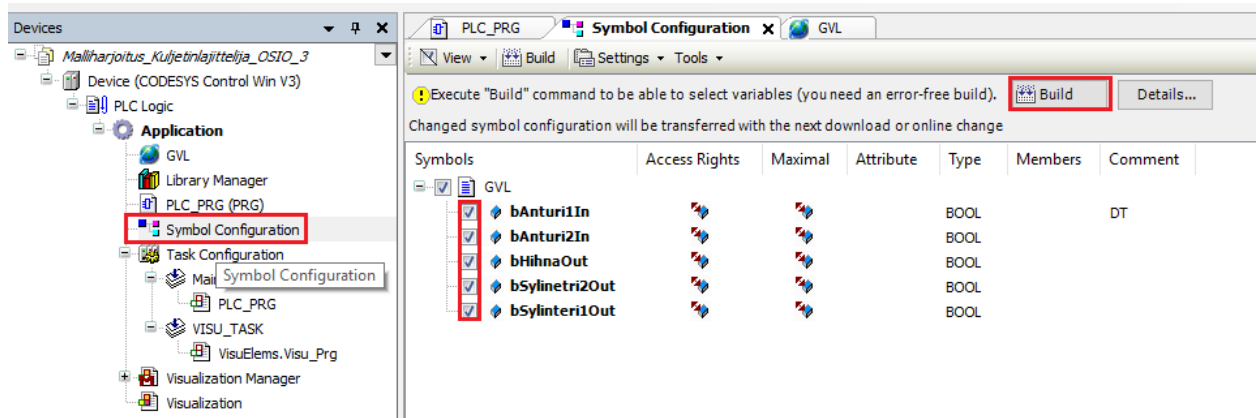 Devices
Malliharjoitus_Kuljetinlajittelija_OSIO_3
Device (CODESYS Control Win V3)
PLC Logic
Application
GVL
Library Manager
PLC_PRG (PRG)
Symbol Configuration
Task Configuration
Mai
Symbol Configuration
PLC_PRG
VISU_TASK
VisuElems.Visu_Prg
Visualization Manager
Visualization
PLC_PRG Symbol Configuration GVL
View Build Settings Tools
Execute "Build" command to be able to select variables (you need an error-free build). Build Details...
Changed symbol configuration will be transferred with the next download or online change
Symbols Access Rights Maximal Attribute Type Members Comment
GVL
bAnturi1In BOOL DT
bAnturi2In BOOL
bHihnaOut BOOL
bSylinetri2Out BOOL
bSylinteri1Out BOOL